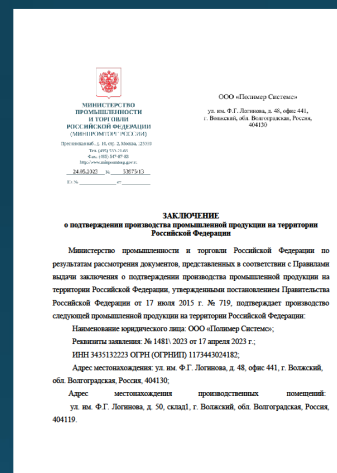 МИНИСТЕРСТВО
ПРОМЫШЛЕННОСТИ
И ТОРГОВЛИ
РОССИЙСКОЙ ФЕДЕРАЦИИ
(МИНПРОМТОРГ РОССИИ)
ООО «Полимер Системс»
ул. им. Ф.Г. Логинова, д. 48, офис 441,
г. Волжский, обл. Волгоградская, Россия,
404130
ЗАКЛЮЧЕНИЕ
о подтверждении производства промышленной продукции на территории
Российской Федерации
Министерство промышленности и торговли Российской Федерации по
результатам рассмотрения документов, представленных в соответствии с Правилами
выдачи заключения о подтверждении производства промышленной продукции на
территории Российской Федерации, утвержденными постановлением Правительства
Российской Федерации от 17 июля 2015 г. № 719, подтверждает производство
следующей промышленной продукции на территории Российской Федерации:
Наименование юридического лица: ООО «Полимер Системс»;
Реквизиты заявления: № 1481\ 2023 от 17 апреля 2023 г.;
ИНН 3435132223 ОГРН (ОГРНИП) 1173443024182;
Адрес местонахождения: ул. им. Ф.Г. Логинова, д. 48, офис 441, г. Волжский,
обл. Волгоградская, Россия, 404130;
Адрес местонахождения производственных помещений:
ул. им. Ф.Г. Логинова, д. 50, склад1, г. Волжский, обл. Волгоградская, Россия,
404119.